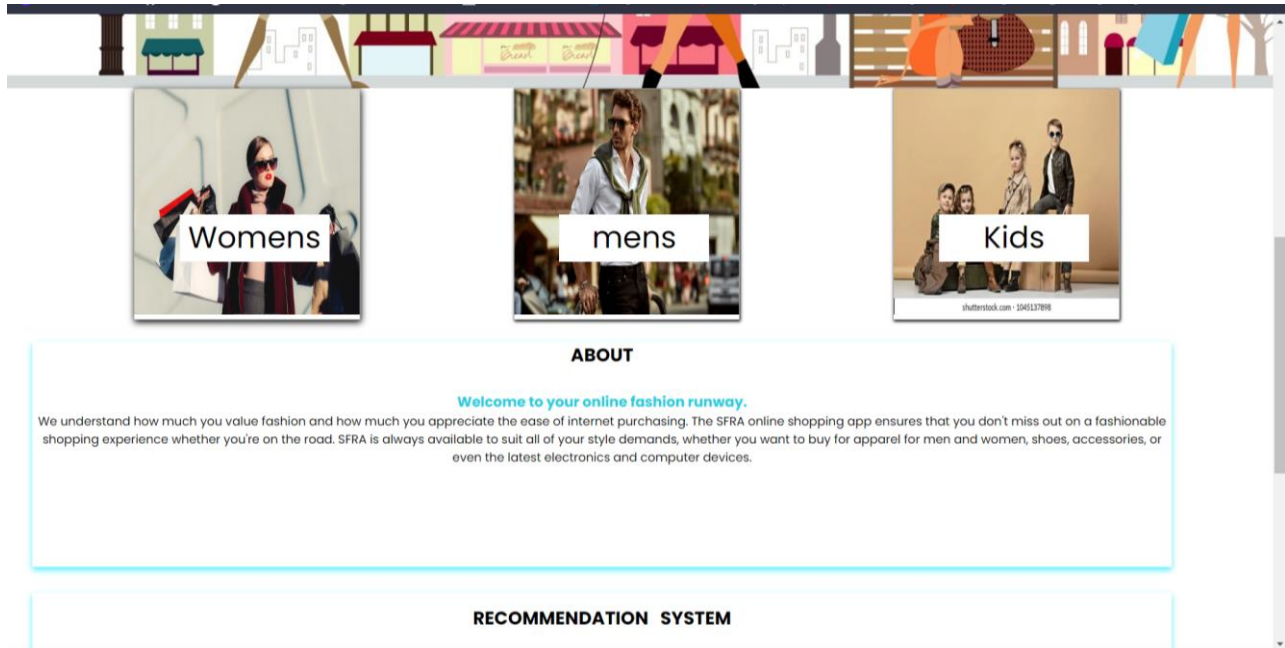 Bread
Bread
Womens
mens
Kids
shutterstock.com · 1045137898
ABOUT
Welcome to your online fashion runway.
We understand how much you value fashion and how much you appreciate the ease of internet purchasing. The SFRA online shopping app ensures that you don't miss out on a fashionable
shopping experience whether you're on the road. SFRA is always available to suit all of your style demands, whether you want to buy for apparel for men and women, shoes, accessories, or
even the latest electronics and computer devices.
RECOMMENDATION SYSTEM